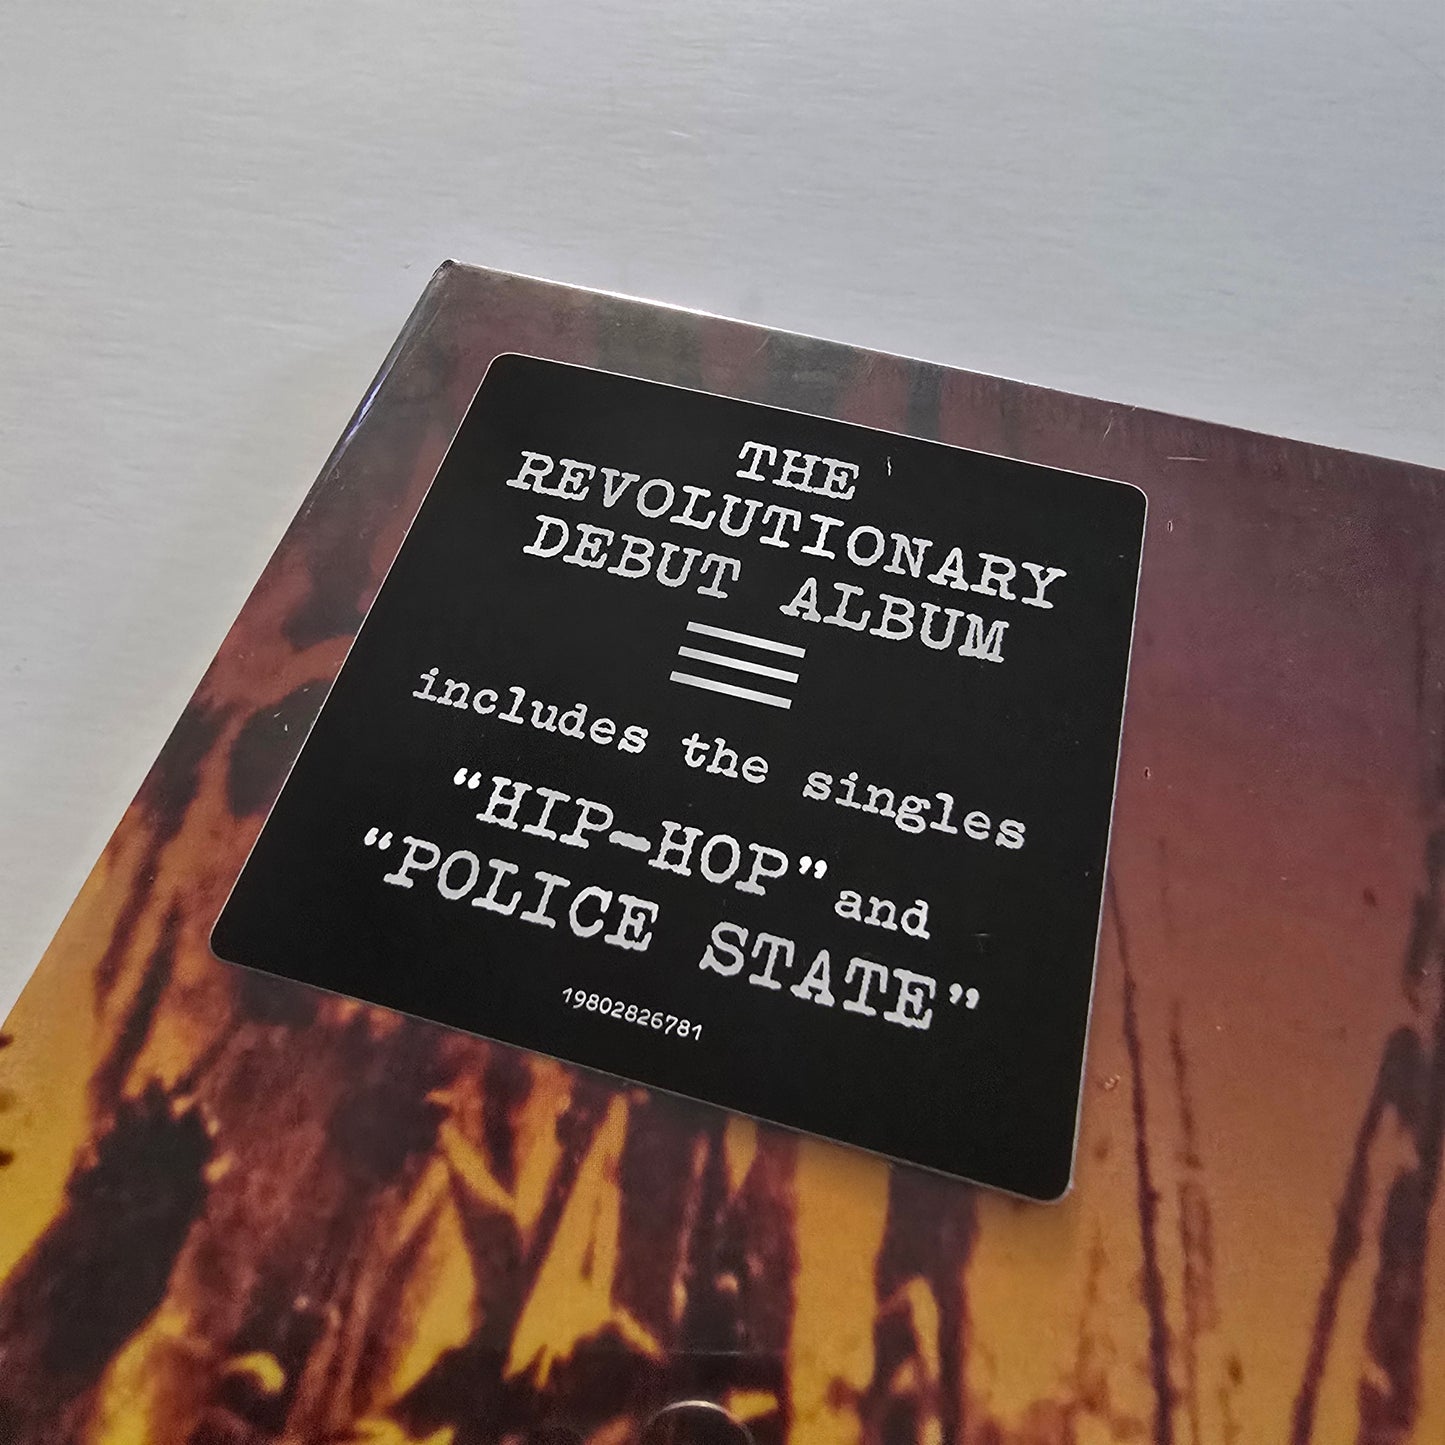 THE
REVOLUTIONARY
DEBUT ALBUM
includes the singles
“HIP-HOP” and
“POLICE STATE”
19802826781